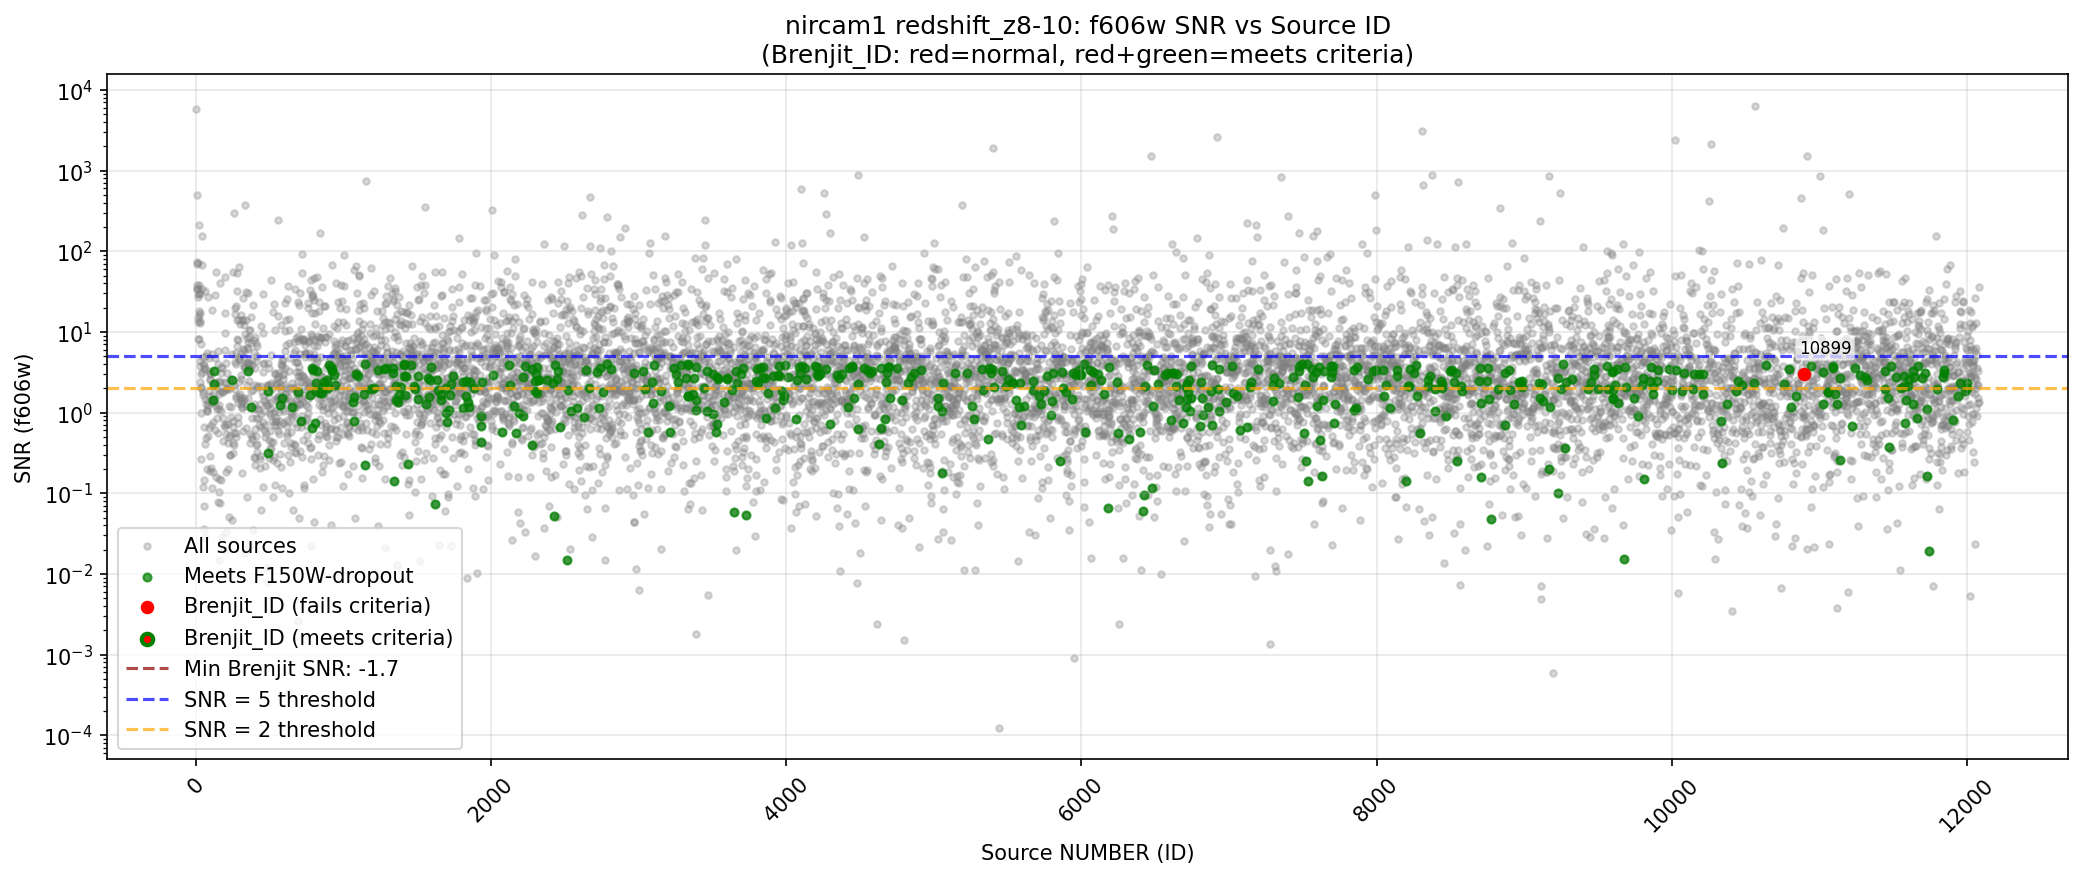 nircam1 redshift_z8-10: f606w SNR vs Source ID
(Brenjit_ID: red=normal, red+green=meets criteria)
SNR (f606w)
10⁴
10³
10²
10¹
10⁰
10⁻¹
10⁻²
10⁻³
10⁻⁴
10899
All sources
Meets F150W-dropout
Brenjit_ID (fails criteria)
Brenjit_ID (meets criteria)
Min Brenjit SNR: -1.7
SNR = 5 threshold
SNR = 2 threshold
0
2000
4000
6000
8000
10000
12000
Source NUMBER (ID)